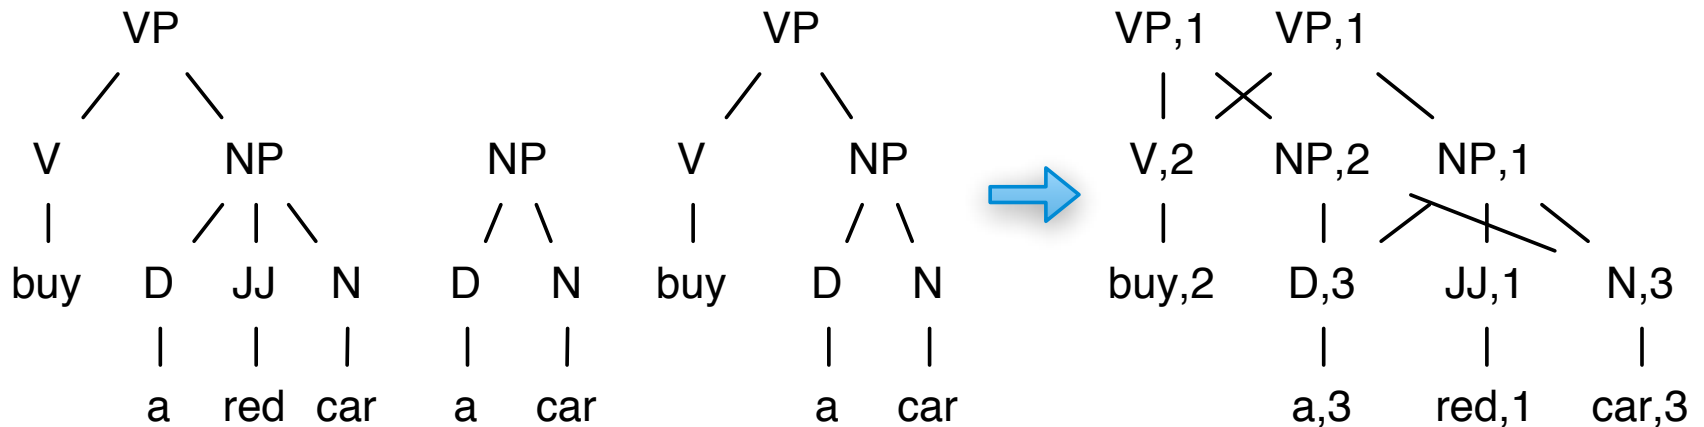 VP VP VP,1 VP,1
V NP NP V NP V,2 NP,2 NP,1
buy D JJ N D N buy D N buy,2 D,3 JJ,1 N,3
a red car a car a car a,3 red,1 car,3